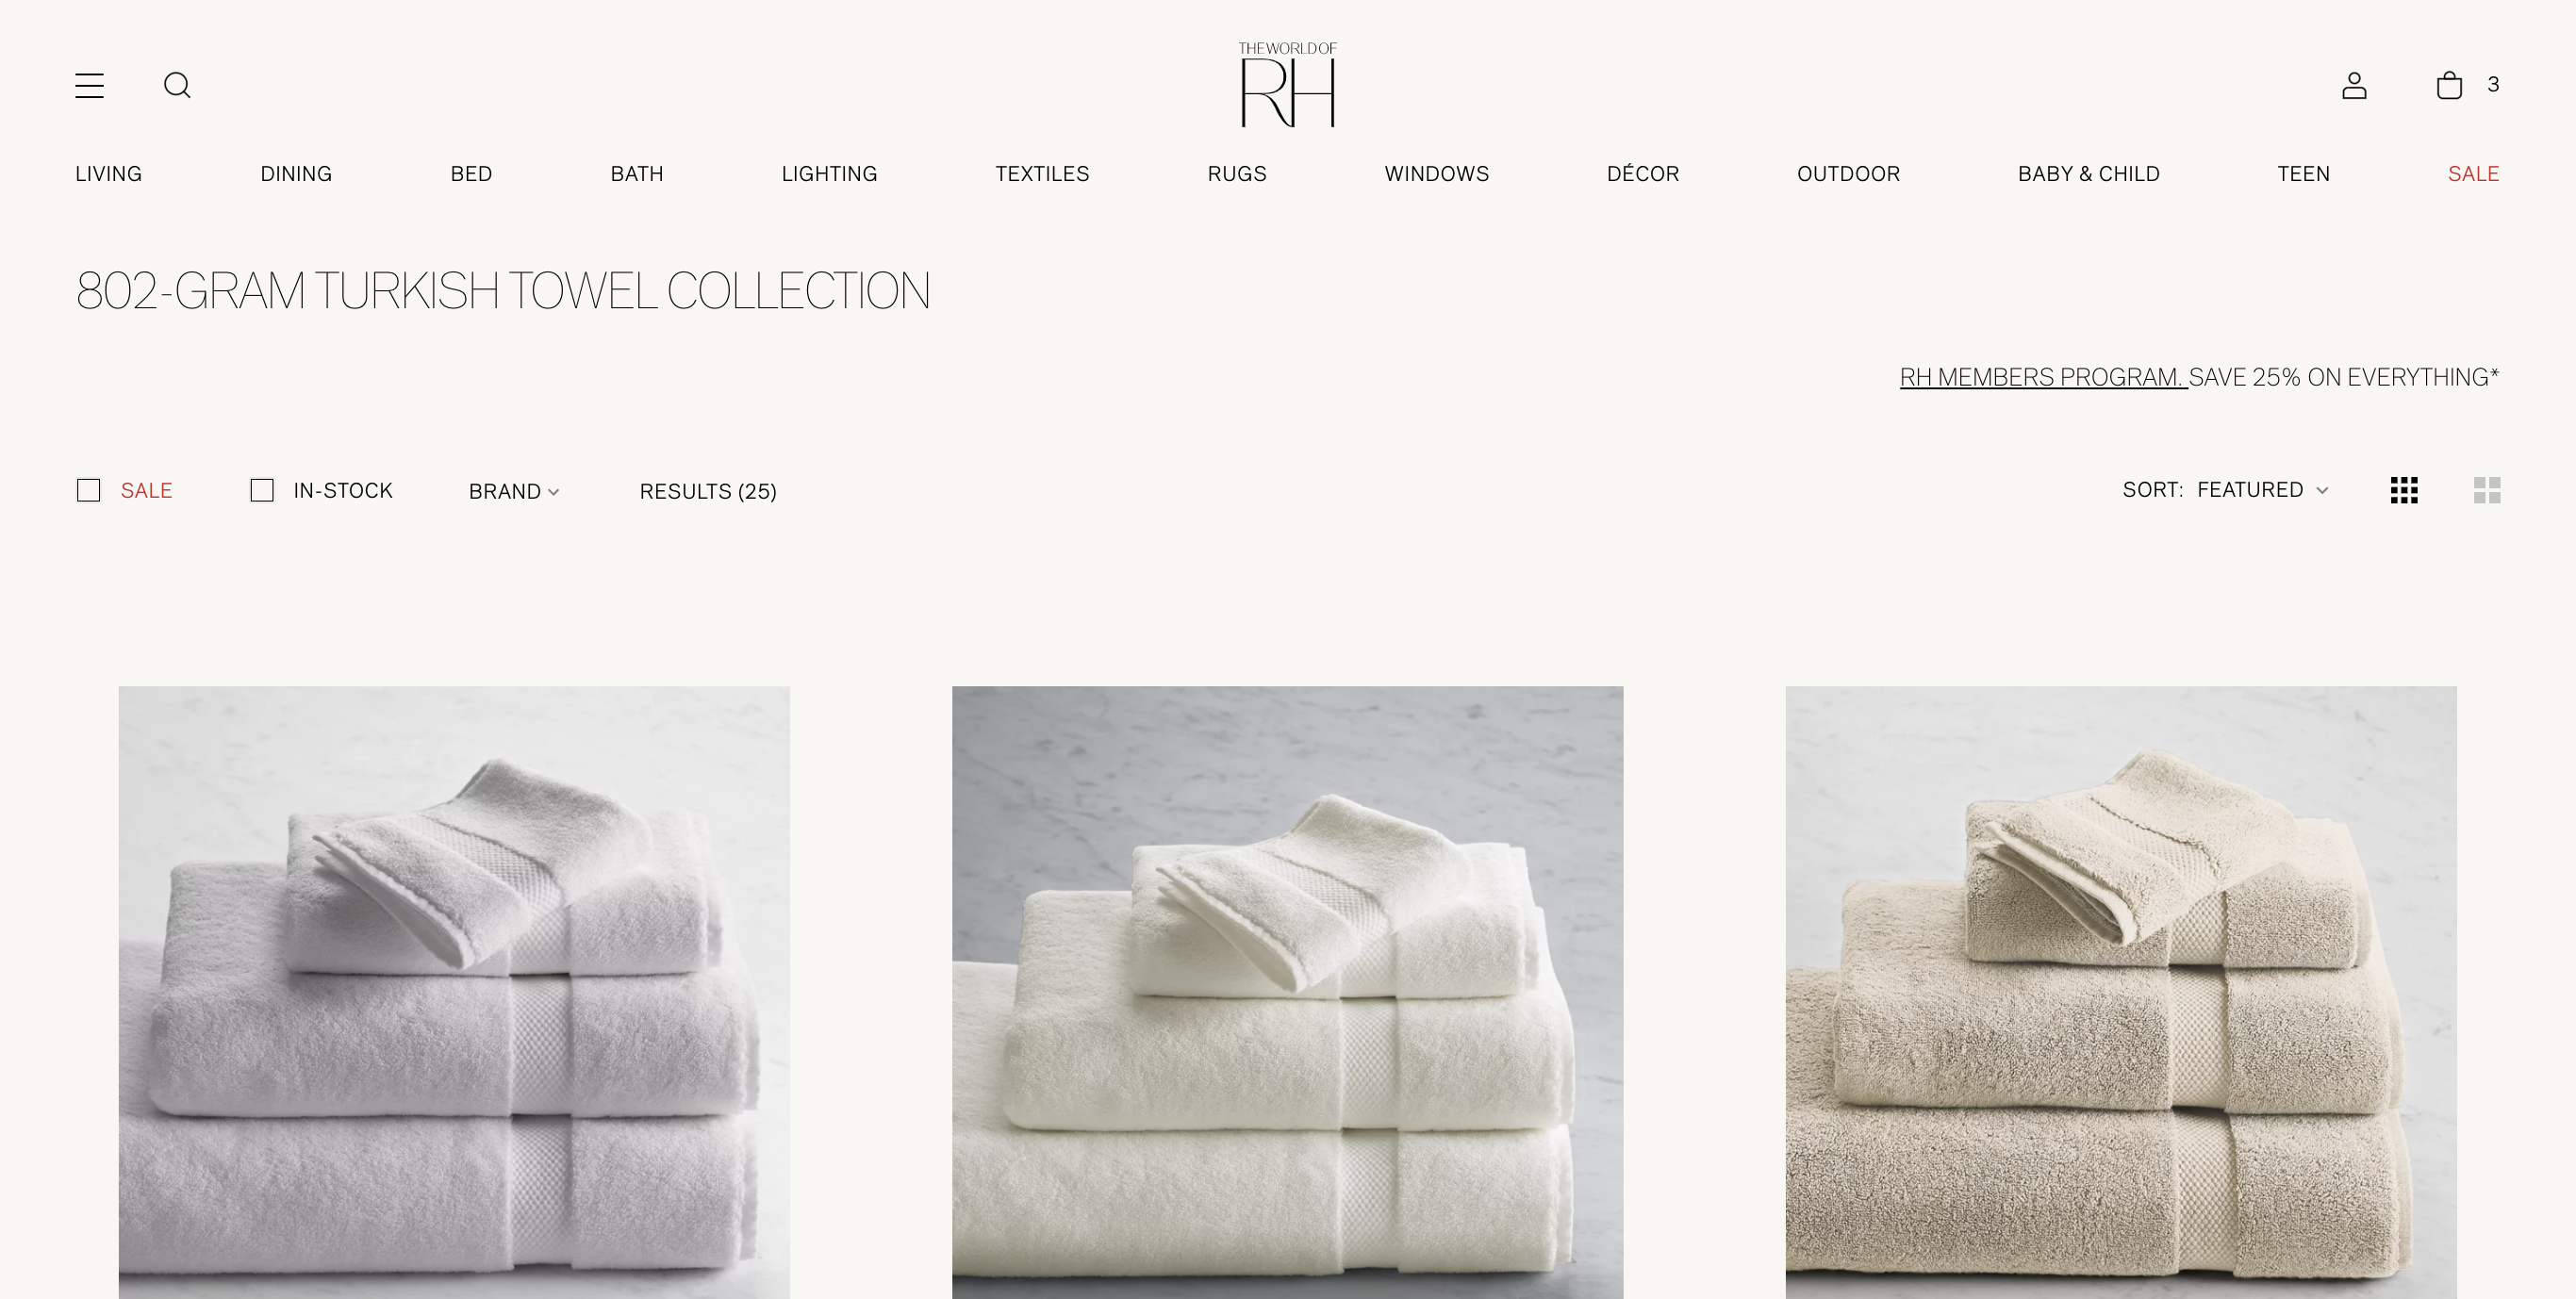 THE WORLD OF
RH
3
LIVING DINING BED BATH LIGHTING TEXTILES RUGS WINDOWS DÉCOR OUTDOOR BABY & CHILD TEEN SALE
802-GRAM TURKISH TOWEL COLLECTION
RH MEMBERS PROGRAM. SAVE 25% ON EVERYTHING*
SALE IN-STOCK BRAND RESULTS (25) SORT: FEATURED